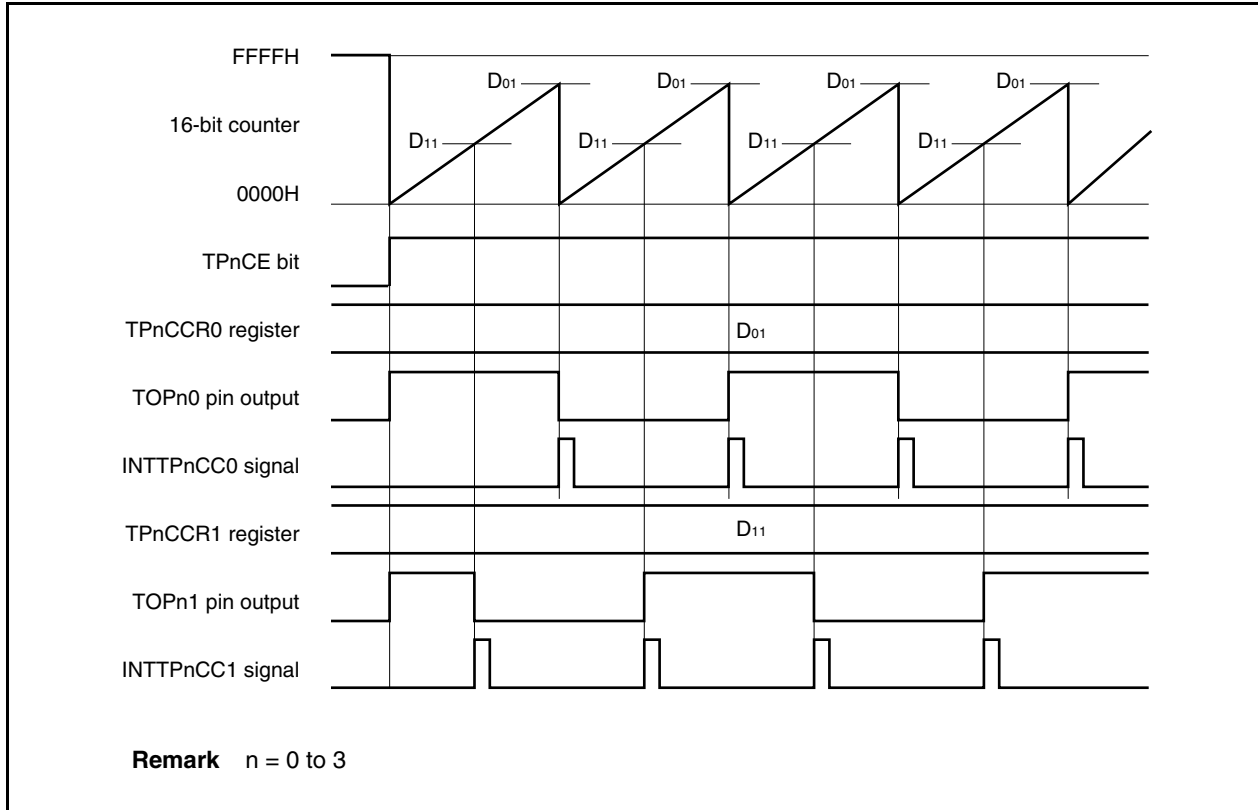 FFFFH
D01 D01 D01 D01
16-bit counter
D11 D11 D11 D11
0000H
TPnCE bit
TPnCCR0 register
D01
TOPn0 pin output
INTTPnCC0 signal
TPnCCR1 register
D11
TOPn1 pin output
INTTPnCC1 signal
Remark n = 0 to 3